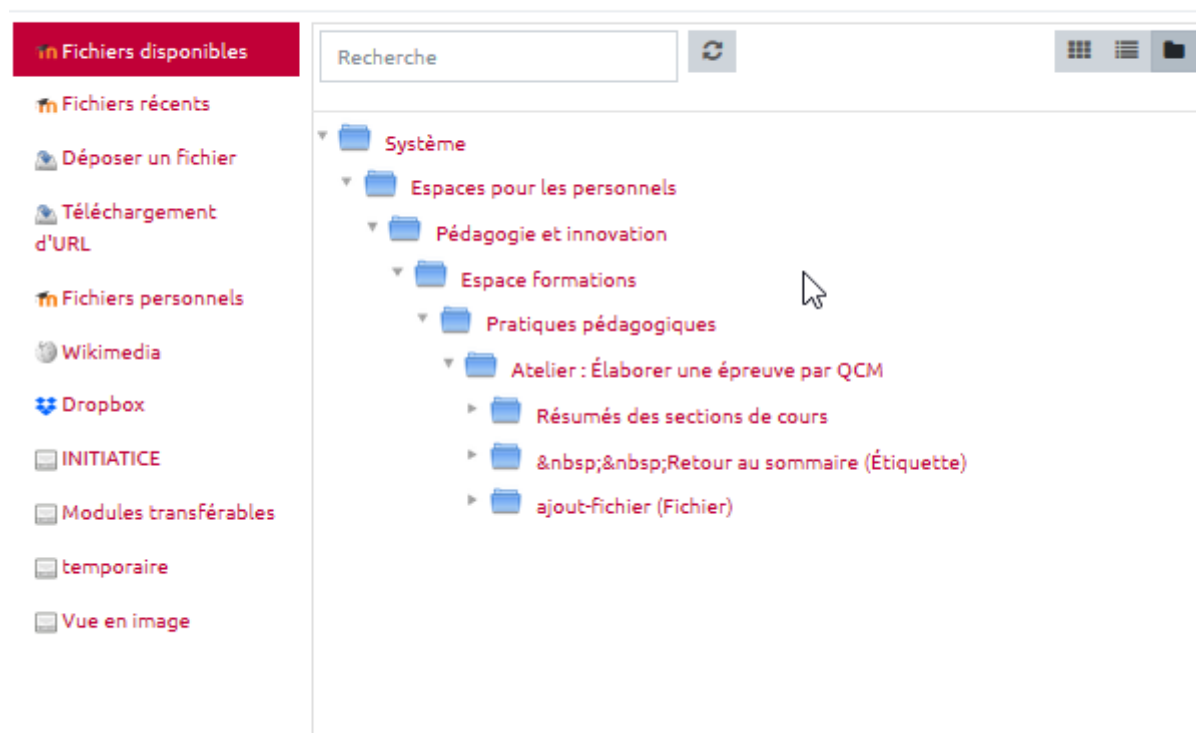 Fichiers disponibles
Fichiers récents
Déposer un fichier
Téléchargement
d'URL
Fichiers personnels
Wikimedia
Dropbox
INITIATICE
Modules transférables
temporaire
Vue en image
Recherche
Système
Espaces pour les personnels
Pédagogie et innovation
Espace formations
Pratiques pédagogiques
Atelier : Élaborer une épreuve par QCM
Résumés des sections de cours
&nbsp;&nbsp;Retour au sommaire (Étiquette)
ajout-fichier (Fichier)